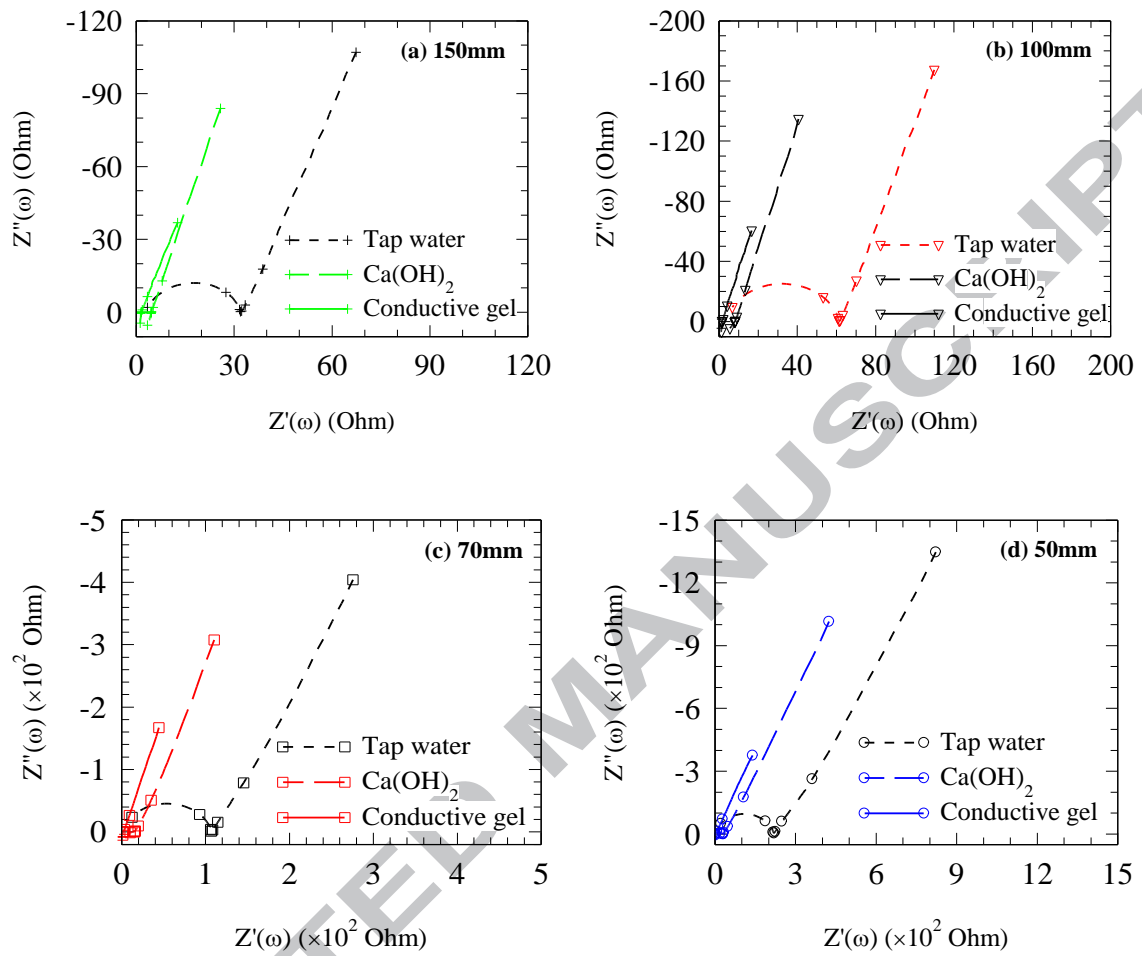 -120
-90
-60
-30
0
Z''(ω) (Ohm)
(a) 150mm
Tap water
Ca(OH)2
Conductive gel
0 30 60 90 120
Z'(ω) (Ohm)
-200
-160
-120
-80
-40
0
Z''(ω) (Ohm)
(b) 100mm
Tap water
Ca(OH)2
Conductive gel
0 40 80 120 160 200
Z'(ω) (Ohm)
-5
-4
-3
-2
-1
0
Z''(ω) (×10² Ohm)
(c) 70mm
Tap water
Ca(OH)2
Conductive gel
0 1 2 3 4 5
Z'(ω) (×10² Ohm)
-15
-12
-9
-6
-3
0
Z''(ω) (×10² Ohm)
(d) 50mm
Tap water
Ca(OH)2
Conductive gel
0 3 6 9 12 15
Z'(ω) (×10² Ohm)
TED MANUSCRIPT